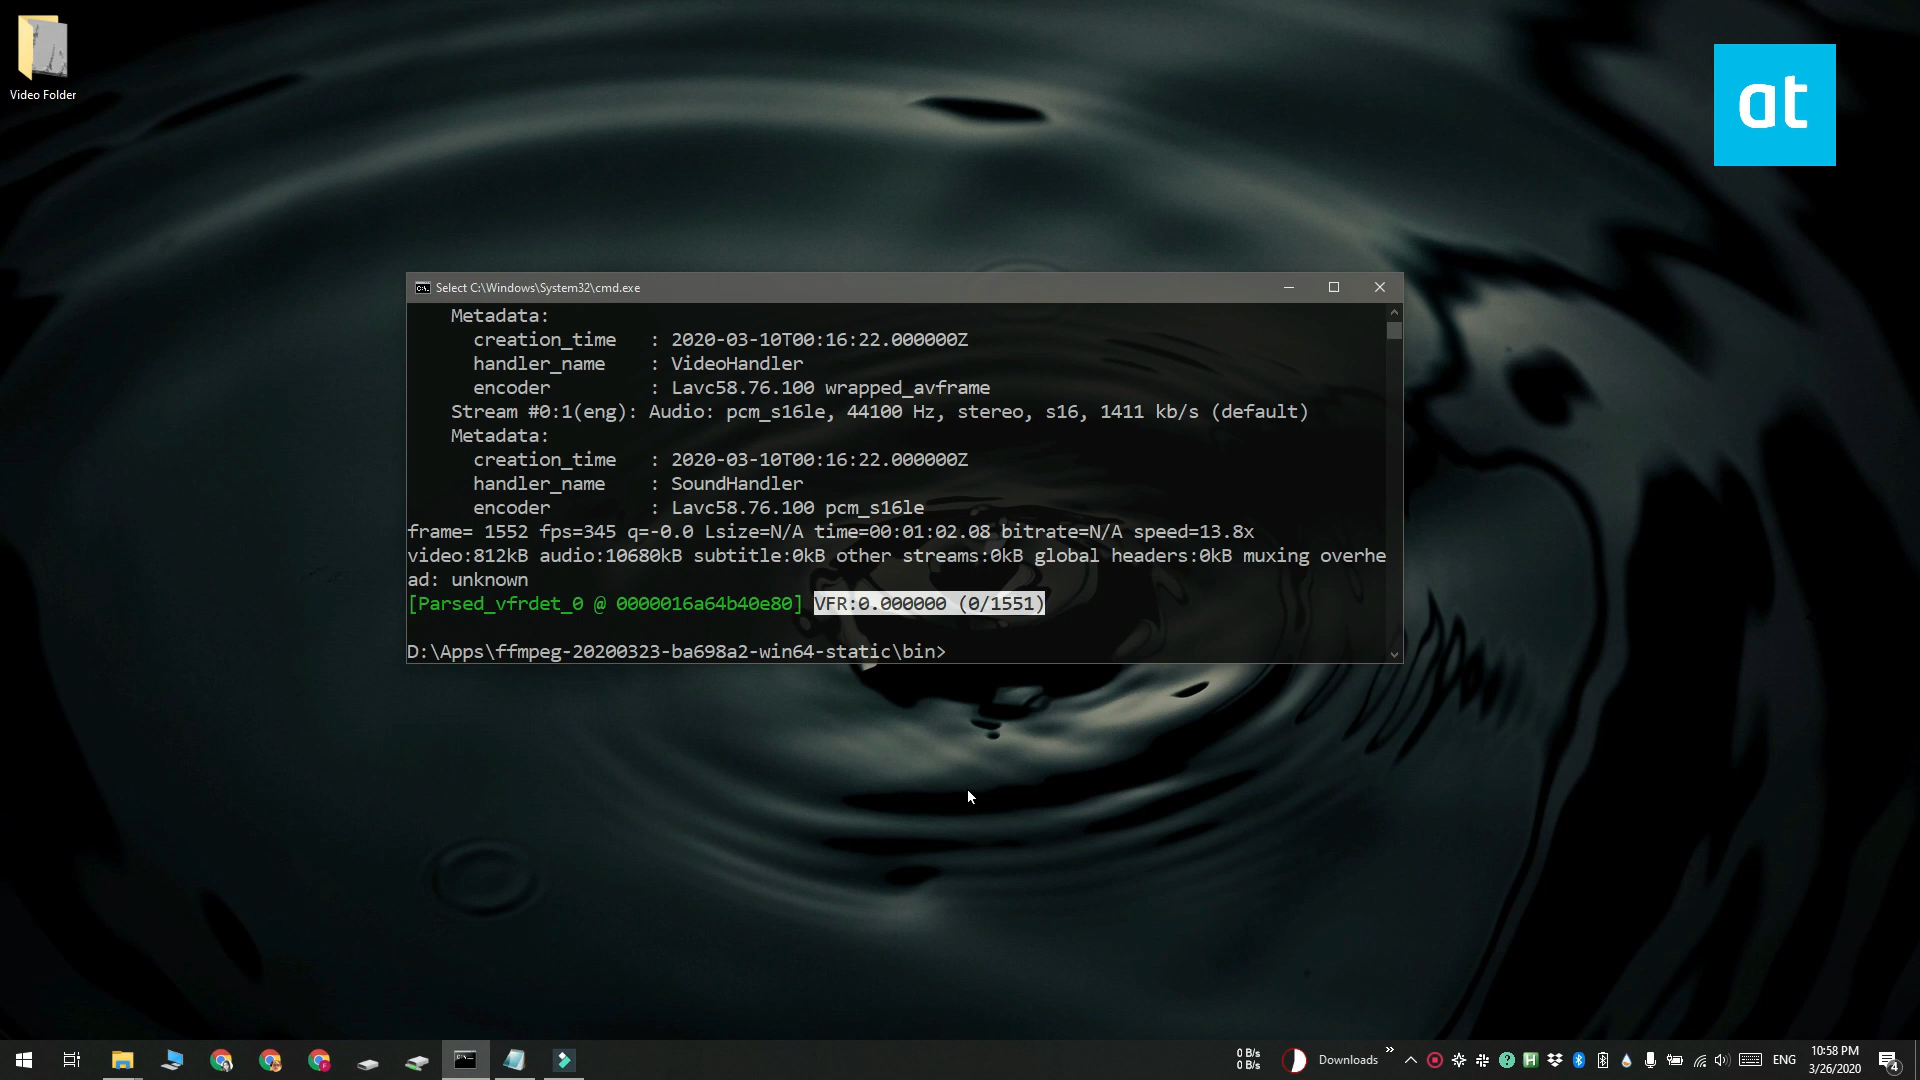 Video Folder
at
Select C:\Windows\System32\cmd.exe
Metadata:
creation_time : 2020-03-10T00:16:22.000000Z
handler_name : VideoHandler
encoder : Lavc58.76.100 wrapped_avframe
Stream #0:1(eng): Audio: pcm_s16le, 44100 Hz, stereo, s16, 1411 kb/s (default)
Metadata:
creation_time : 2020-03-10T00:16:22.000000Z
handler_name : SoundHandler
encoder : Lavc58.76.100 pcm_s16le
frame= 1552 fps=345 q=-0.0 Lsize=N/A time=00:01:02.08 bitrate=N/A speed=13.8x
video:812kB audio:10680kB subtitle:0kB other streams:0kB global headers:0kB muxing overhe
ad: unknown
[Parsed_vfrdet_0 @ 0000016a64b40e80] VFR:0.000000 (0/1551)
D:\Apps\ffmpeg-20200323-ba698a2-win64-static\bin>
0 B/s
0 B/s
Downloads
ENG
10:58 PM
3/26/2020
4